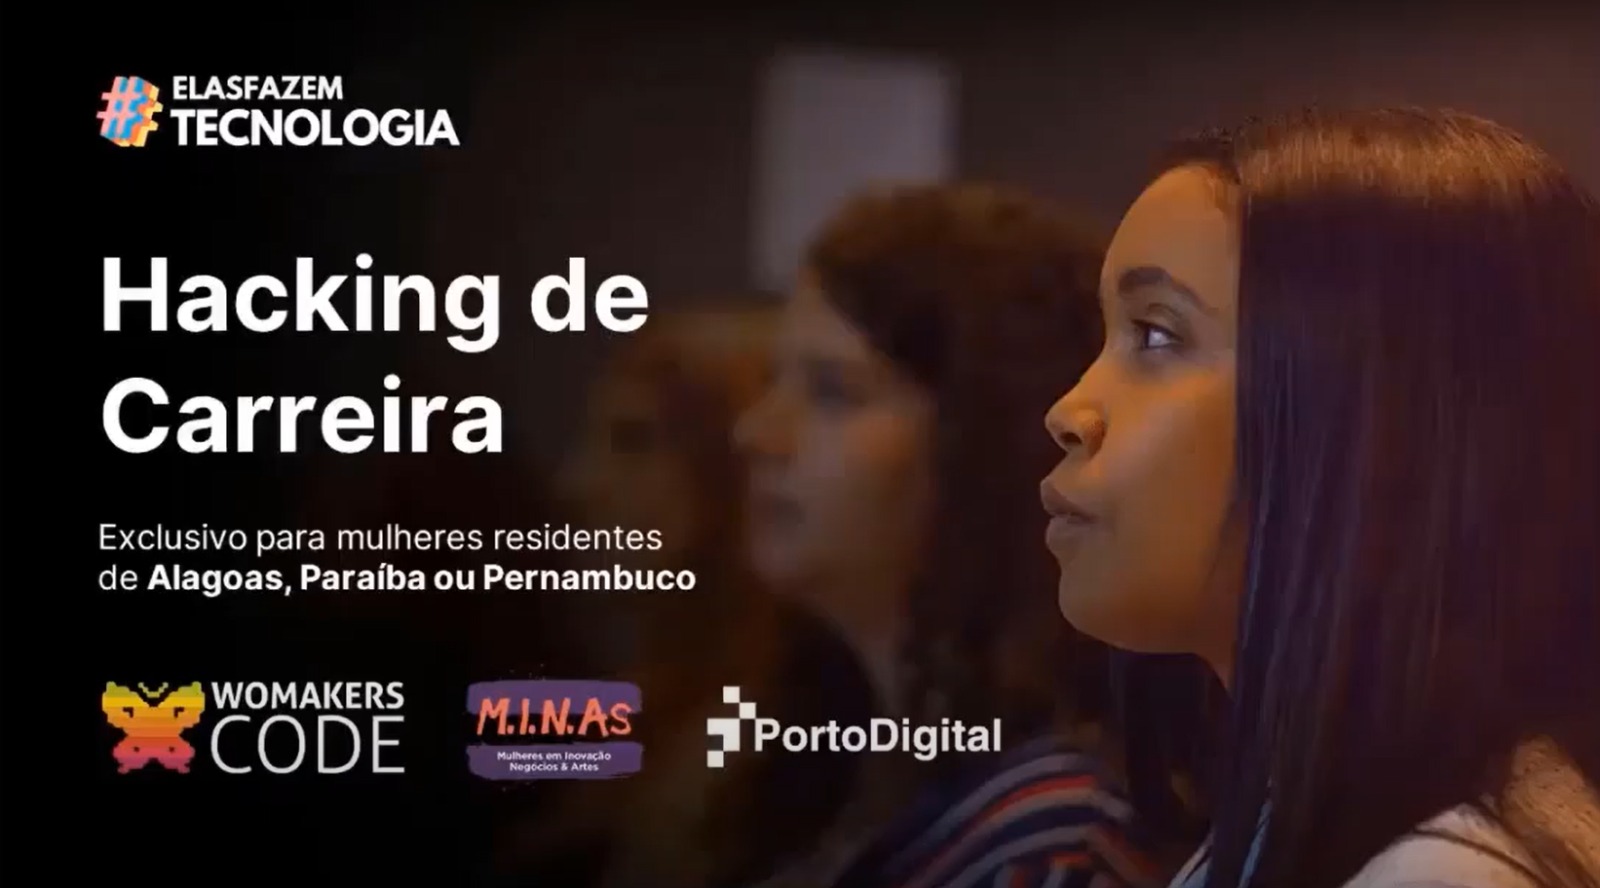 #ELASFAZEM
TECNOLOGIA
Hacking de
Carreira
Exclusivo para mulheres residentes
de Alagoas, Paraíba ou Pernambuco
WOMAKERS
CODE
M.I.N.AS
Mulheres em Inovação
Negócios & Artes
PortoDigital